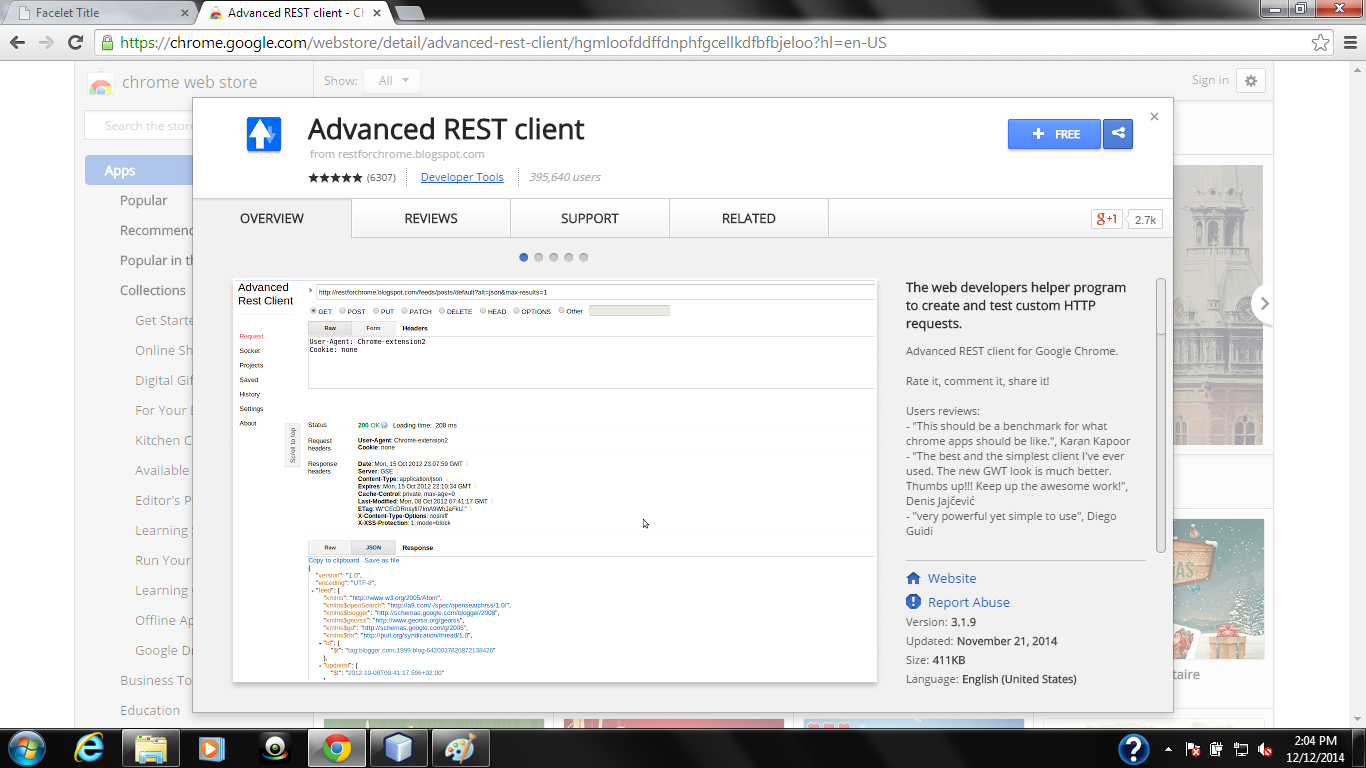 Facelet Title
Advanced REST client - Ch
https://chrome.google.com/webstore/detail/advanced-rest-client/hgmloofddffdnphfgcellkdfbfbjeloo?hl=en-US
chrome web store
Show:
All
Sign in
Search the store
Apps
Popular
Recommen
Popular in th
Collections
Get Starte
Online Sh
Digital Gif
For Your D
Kitchen C
Available
Editor's P
Learning
Run Your
Learning
Offline Ap
Google Dr
Business To
Education
Advanced REST client
from restforchrome.blogspot.com
(6307)
Developer Tools
395,640 users
+ FREE
OVERVIEW
REVIEWS
SUPPORT
RELATED
g+1
2.7k
Advanced
Rest Client
http://restforchrome.blogspot.com/feeds/posts/default?alt=json&max-results=1
GET POST PUT PATCH DELETE HEAD OPTIONS Other
Raw Form Headers
User-Agent: Chrome-extension2
Cookie: none
Request
Socket
Projects
Saved
History
Settings
About
Scroll to top
Status 200 OK Loading time: 208 ms
Request headers
User-Agent: Chrome-extension2
Cookie: none
Response headers
Date: Mon, 15 Oct 2012 23:07:59 GMT
Server: GSE
Content-Type: application/json
Expires: Mon, 15 Oct 2012 22:10:34 GMT
Cache-Control: private, max-age=0
Last-Modified: Mon, 08 Oct 2012 07:41:17 GMT
ETag:
X-Content-Type-Options: nosniff
X-XSS-Protection: 1; mode=block
Raw JSON Response
Copy to clipboard Save as file
{
"version": "1.0",
"encoding": "UTF-8",
"feed": {
"xmlns": "http://www.w3.org/2005/Atom",
"xmlns$openSearch": "http://a9.com/-/spec/opensearchrss/1.0/",
"xmlns$blogger": "http://schemas.google.com/blogger/2008",
"xmlns$georss": "http://www.georss.org/georss",
"xmlns$gd": "http://schemas.google.com/g/2005",
"xmlns$thr": "http://purl.org/syndication/thread/1.0",
"id": {
"$t": "tag:blogger.com,1999:blog-6420037820872138426"
},
"updated": {
"$t": "2012-10-08T09:41:17.596+02:00"
The web developers helper program
to create and test custom HTTP
requests.
Advanced REST client for Google Chrome.
Rate it, comment it, share it!
Users reviews:
- "This should be a benchmark for what
chrome apps should be like.", Karan Kapoor
- "The best and the simplest client I've ever
used. The new GWT look is much better.
Thumbs up!!! Keep up the awesome work!",
Denis Jajčević
- "very powerful yet simple to use", Diego
Guidi
Website
Report Abuse
Version: 3.1.9
Updated: November 21, 2014
Size: 411KB
Language: English (United States)
AS
taire
2:04 PM
12/12/2014